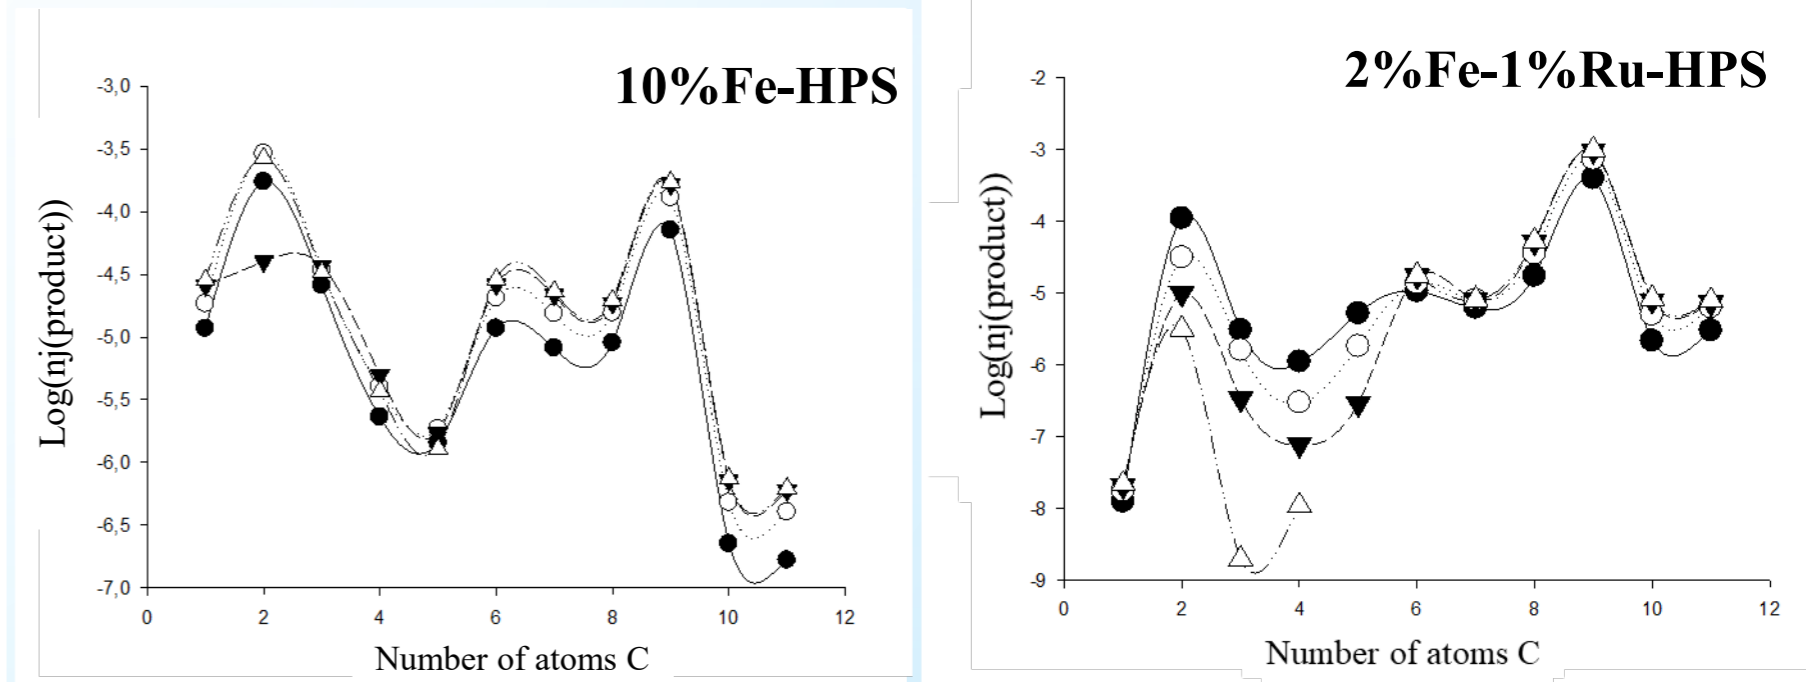 10%Fe-HPS
-3,0
-3,5
-4,0
-4,5
-5,0
-5,5
-6,0
-6,5
-7,0
Log(nj(product))
0 2 4 6 8 10 12
Number of atoms C
2%Fe-1%Ru-HPS
-2
-3
-4
-5
-6
-7
-8
-9
Log(nj(product))
0 2 4 6 8 10 12
Number of atoms C